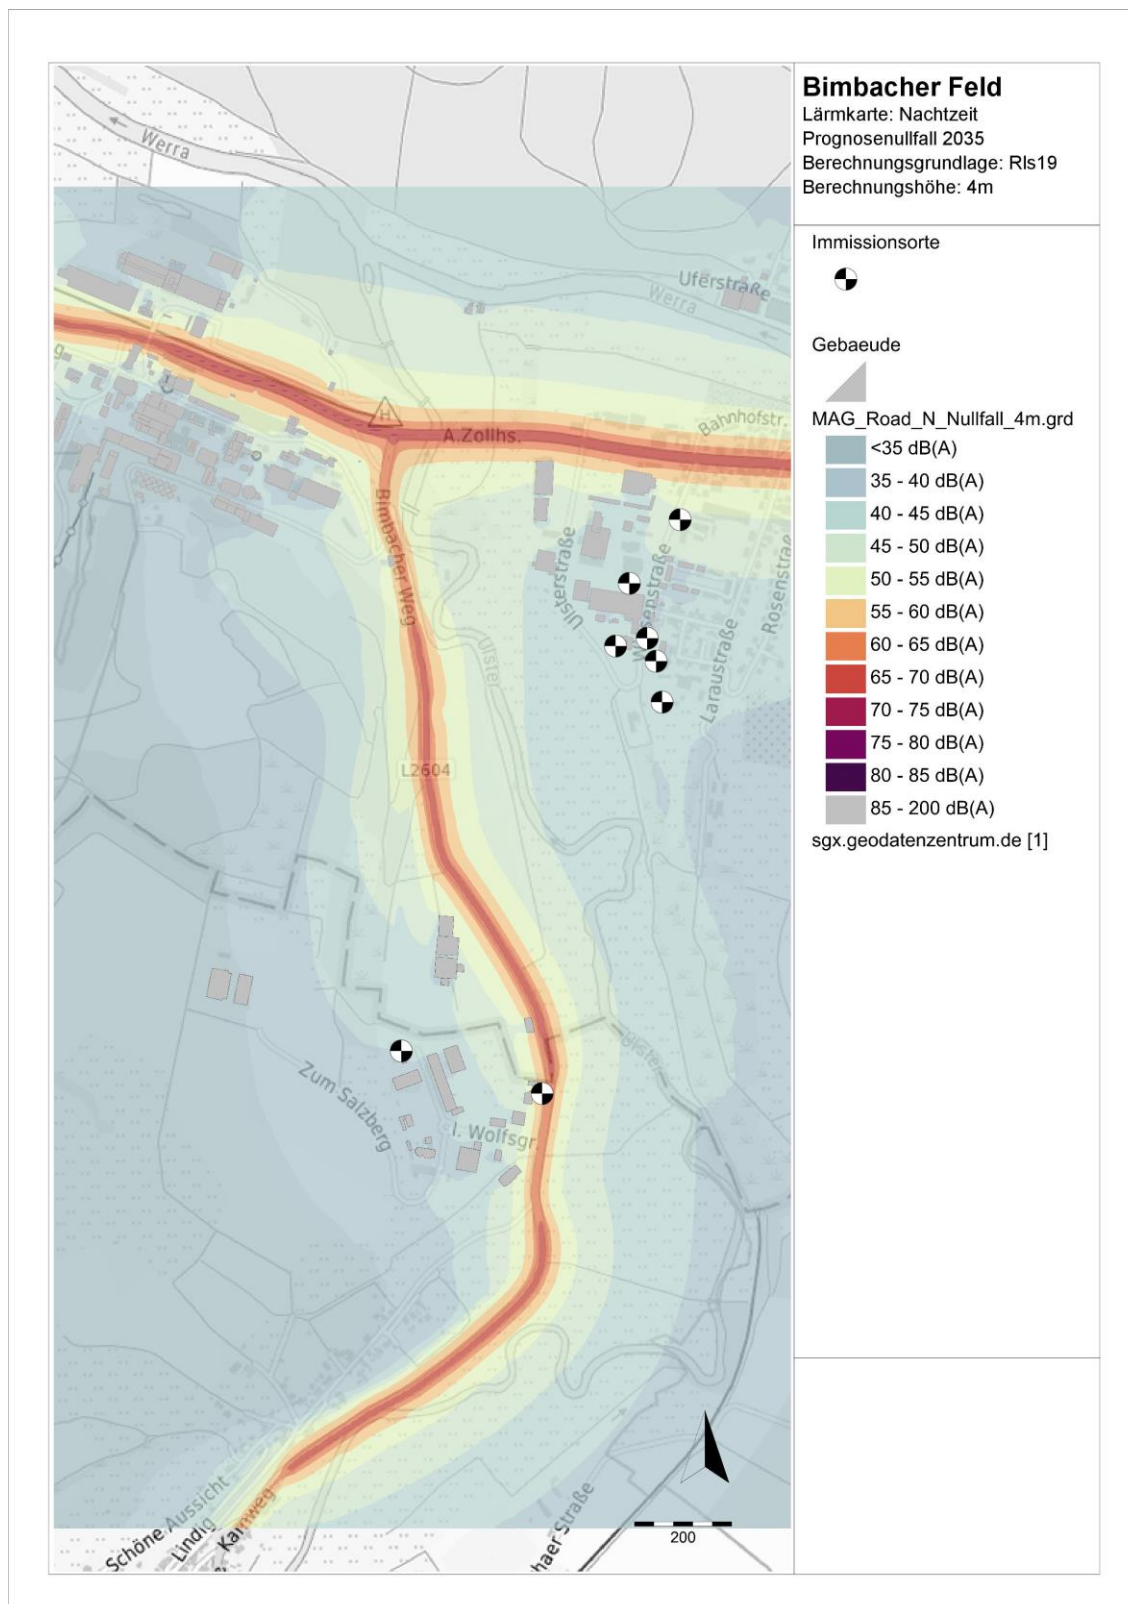 Bimbacher Feld
Lärmkarte: Nachtzeit
Prognosenullfall 2035
Berechnungsgrundlage: Rls19
Berechnungshöhe: 4m
Immissionsorte
Gebaeude
MAG_Road_N_Nullfall_4m.grd
<35 dB(A)
35 - 40 dB(A)
40 - 45 dB(A)
45 - 50 dB(A)
50 - 55 dB(A)
55 - 60 dB(A)
60 - 65 dB(A)
65 - 70 dB(A)
70 - 75 dB(A)
75 - 80 dB(A)
80 - 85 dB(A)
85 - 200 dB(A)
sgx.geodatenzentrum.de [1]
Werra
Uferstraße
Werra
H
Bahnhofstr.
A.Zollhs.
Bimbacher Weg
Ulsterstraße
Ulster
Laraustraße
Rosenstraß
L2604
Ulster
Zum Salzberg
I. Wolfsgr.
Schöne Aussicht
Lindig
haer Straße
200